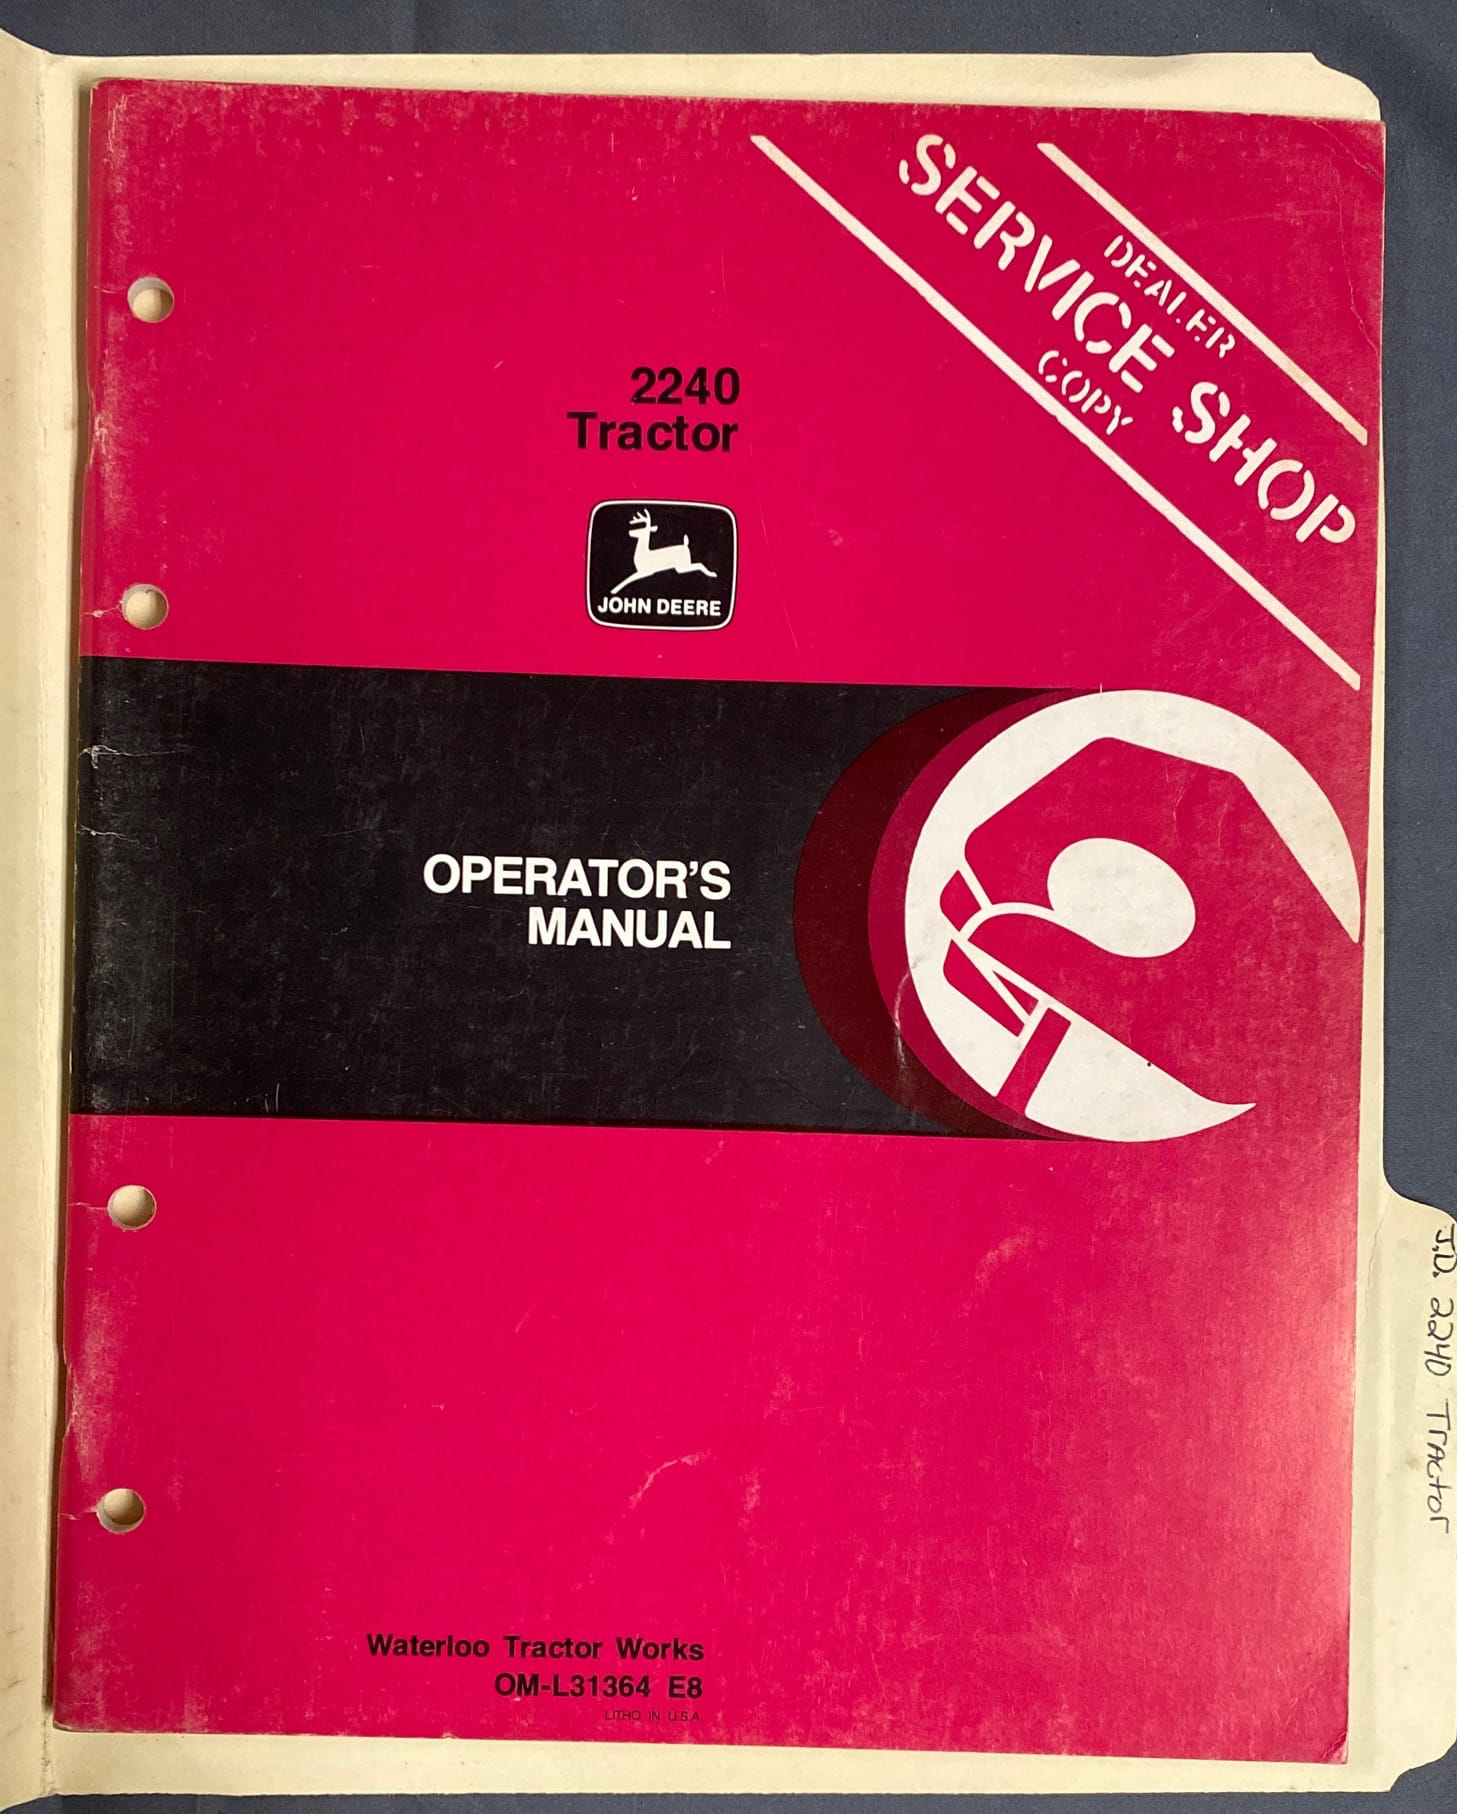 DEALER
SERVICE SHOP
COPY
2240
Tractor
JOHN DEERE
OPERATOR'S
MANUAL
Waterloo Tractor Works
OM-L31364 E8
LITHO IN U.S.A.
J.D. 2240 Tractor